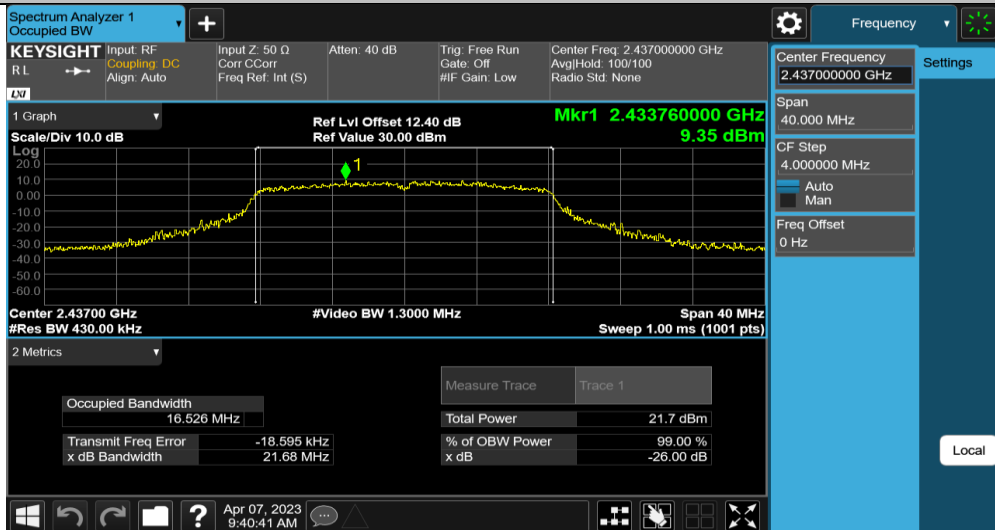 Spectrum Analyzer 1
Occupied BW
Frequency
KEYSIGHT
R L
LXI
Input: RF
Coupling: DC
Align: Auto
Input Z: 50 Ω
Corr CCorr
Freq Ref: Int (S)
Atten: 40 dB
Trig: Free Run
Gate: Off
#IF Gain: Low
Center Freq: 2.437000000 GHz
Avg|Hold: 100/100
Radio Std: None
Center Frequency
2.437000000 GHz
Settings
Span
40.000 MHz
CF Step
4.000000 MHz
Auto
Man
Freq Offset
0 Hz
1 Graph
Scale/Div 10.0 dB
Ref Lvl Offset 12.40 dB
Ref Value 30.00 dBm
Mkr1 2.433760000 GHz
9.35 dBm
Log
20.0
10.0
0.00
-10.0
-20.0
-30.0
-40.0
-50.0
-60.0
1
Center 2.43700 GHz
#Res BW 430.00 kHz
#Video BW 1.3000 MHz
Span 40 MHz
Sweep 1.00 ms (1001 pts)
2 Metrics
Measure Trace Trace 1
Occupied Bandwidth
16.526 MHz
Total Power 21.7 dBm
Transmit Freq Error -18.595 kHz
% of OBW Power 99.00 %
x dB Bandwidth 21.68 MHz
x dB -26.00 dB
Local
?
Apr 07, 2023
9:40:41 AM